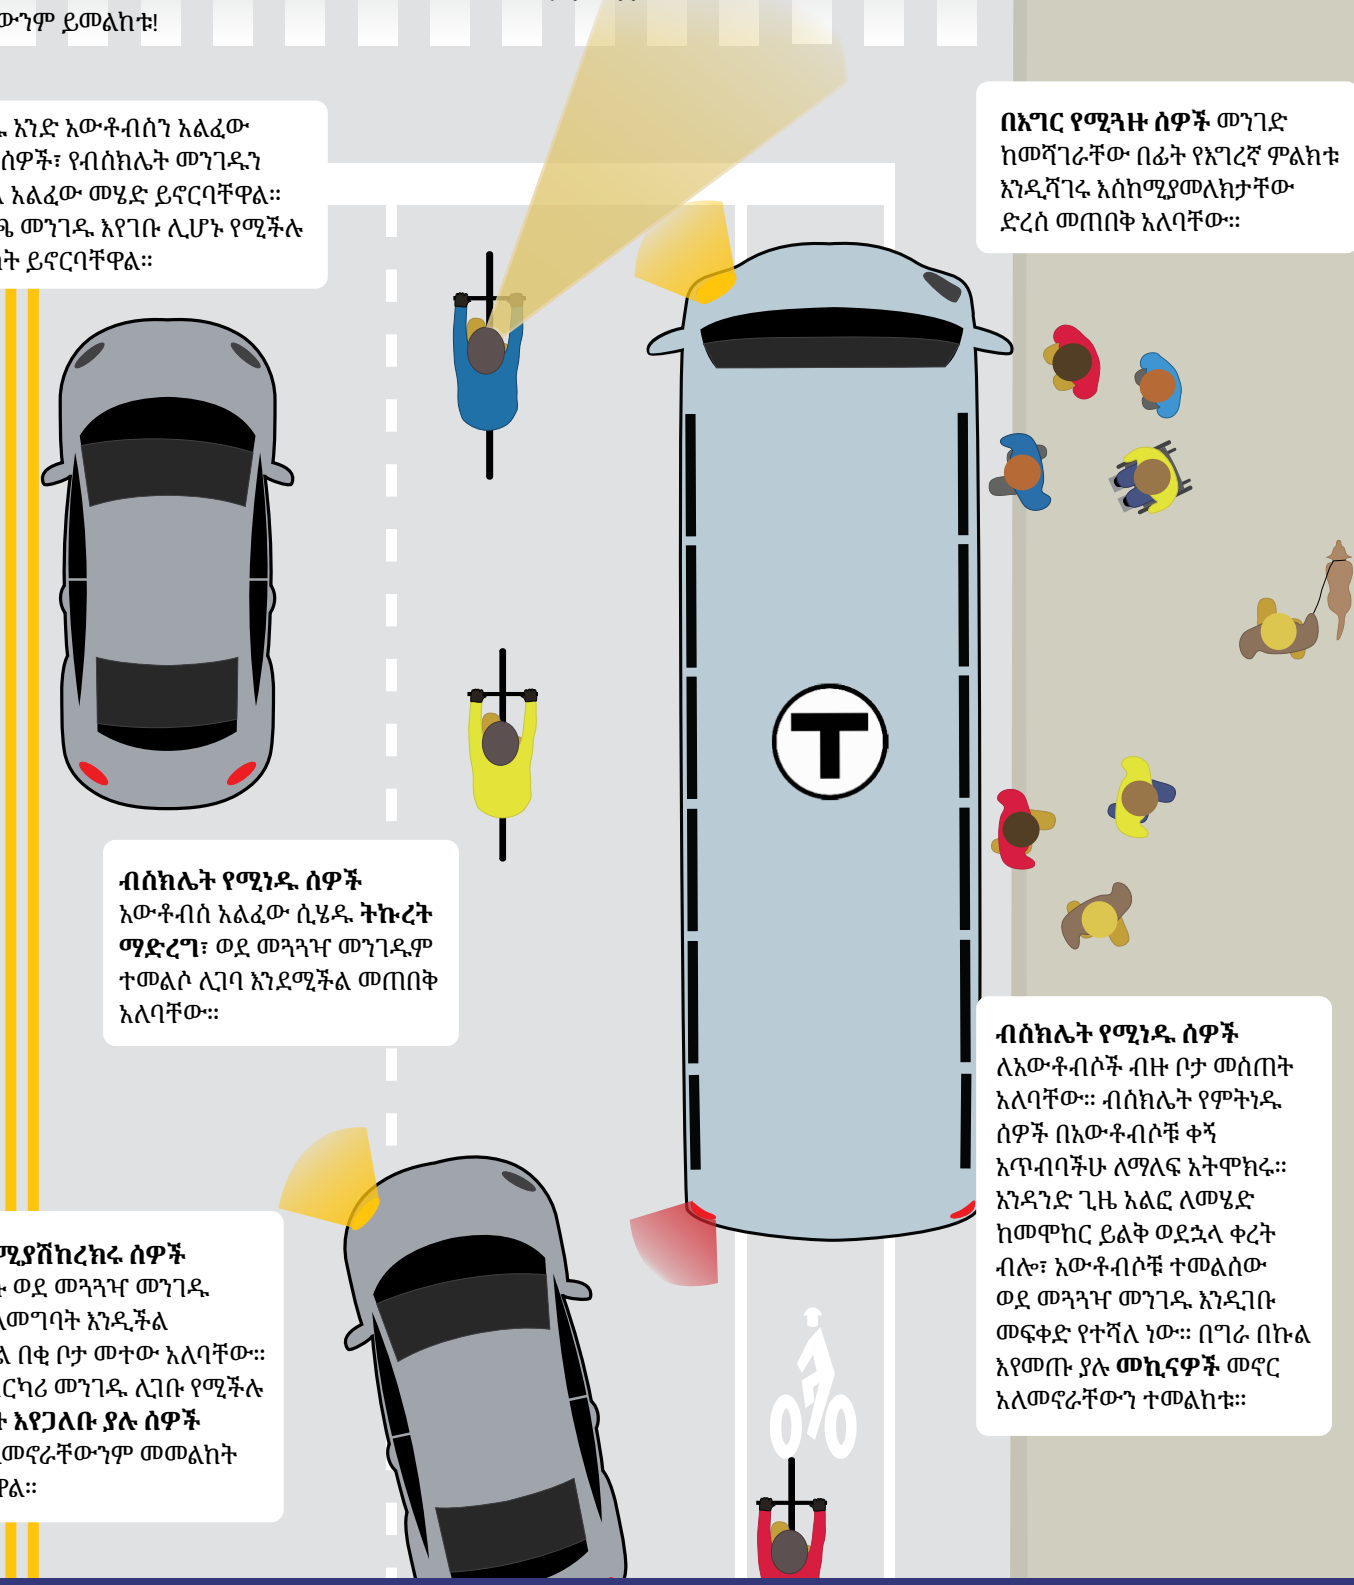 ይመልከቱ!
አንድ አውቶብስን አልፈው
ሰዎች፣ የብስክሌት መንገዱን
አልፈው መሄድ ይኖርባቸዋል።
መንገዱ እየገቡ ሊሆኑ የሚችሉ
ይኖርባቸዋል።
በእግር የሚጓዙ ሰዎች መንገድ
ከመሻገራቸው በፊት የእግረኛ ምልክቱ
እንዲሻገሩ እስከሚያመለክታቸው
ድረስ መጠበቅ አለባቸው።
T
ብስክሌት የሚነዱ ሰዎች
አውቶብስ አልፈው ሲሄዱ ትኩረት
ማድረግ፣ ወደ መጓጓዣ መንገዱም
ተመልሶ ሊገባ እንደሚችል መጠበቅ
አለባቸው።
ብስክሌት የሚነዱ ሰዎች
ለአውቶብሶች ብዙ ቦታ መስጠት
አለባቸው። ብስክሌት የምትነዱ
ሰዎች በአውቶብሶቹ ቀኝ
አጥብባችሁ ለማለፍ አትሞክሩ።
አንዳንድ ጊዜ አልፎ ለመሄድ
ከመሞከር ይልቅ ወደኋላ ቀረት
ብሎ፣ አውቶብሶቹ ተመልሰው
ወደ መጓጓዣ መንገዱ እንዲገቡ
መፍቀድ የተሻለ ነው። በግራ በኩል
እየመጡ ያሉ መኪናዎች መኖር
አለመኖራቸውን ተመልከቱ።
ሰዎች
ወደ መጓጓዣ መንገዱ
እንዲችል
በቂ ቦታ መተው አለባቸው።
መንገዱ ሊገቡ የሚችሉ
እየጋለቡ ያሉ ሰዎች
መመልከት